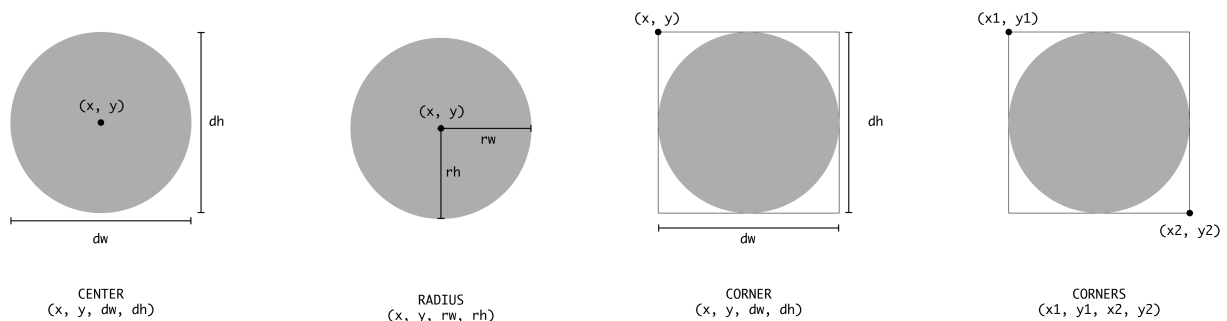 (x, y)
dh
dw
CENTER
(x, y, dw, dh)
(x, y)
rw
rh
RADIUS
(x, y, rw, rh)
(x, y)
dh
dw
CORNER
(x, y, dw, dh)
(x1, y1)
(x2, y2)
CORNERS
(x1, y1, x2, y2)